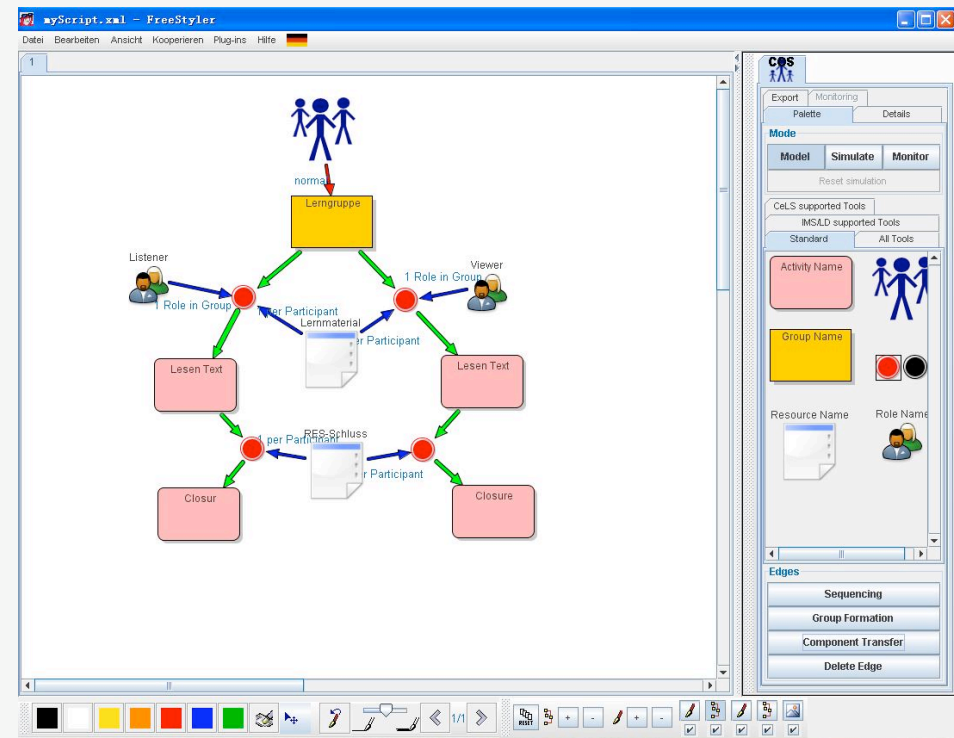 myScript.xml - FreeStyler
Datei Bearbeiten Ansicht Kooperieren Plug-ins Hilfe
1
normal
Lerngruppe
Listener
Viewer
1 Role in Group
1 Role in Group
1 per Participant
Lernmaterial
er Participant
Lesen Text
Lesen Text
1 per Participant
RES-Schluss
er Participant
Closur
Closure
COS
Export Monitoring
Palette Details
Mode
Model Simulate Monitor
Reset simulation
CeLS supported Tools
IMS/LD supported Tools
Standard All Tools
Activity Name
Group Name
Resource Name Role Name
Edges
Sequencing
Group Formation
Component Transfer
Delete Edge
1/1
RESET
+ - + -